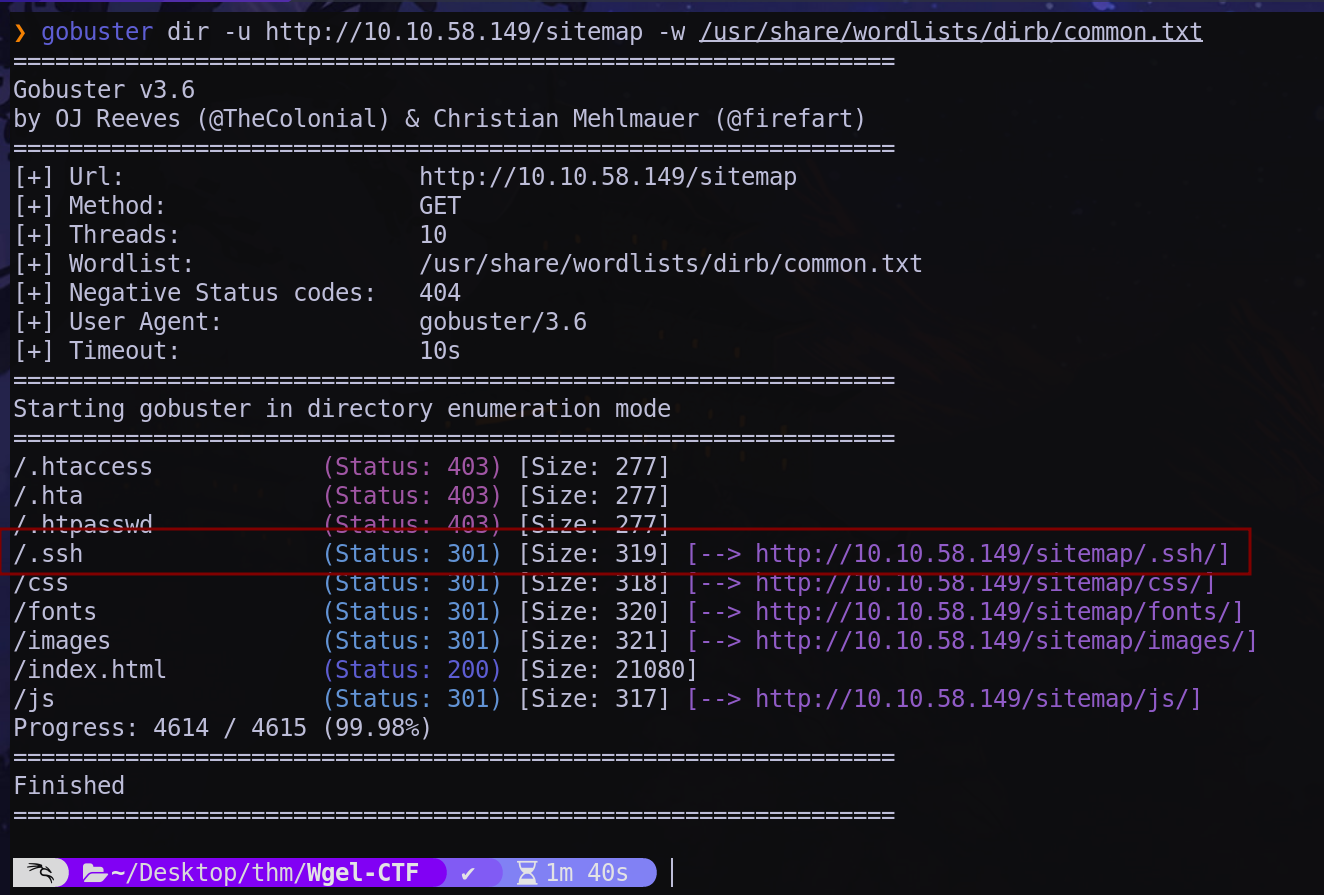 ❯ gobuster dir -u http://10.10.58.149/sitemap -w /usr/share/wordlists/dirb/common.txt
===============================================================
Gobuster v3.6
by OJ Reeves (@TheColonial) & Christian Mehlmauer (@firefart)
===============================================================
[+] Url:                     http://10.10.58.149/sitemap
[+] Method:                  GET
[+] Threads:                 10
[+] Wordlist:                /usr/share/wordlists/dirb/common.txt
[+] Negative Status codes:   404
[+] User Agent:              gobuster/3.6
[+] Timeout:                 10s
===============================================================
Starting gobuster in directory enumeration mode
===============================================================
/.htaccess            (Status: 403) [Size: 277]
/.hta                 (Status: 403) [Size: 277]
/.htpasswd            (Status: 403) [Size: 277]
/.ssh                 (Status: 301) [Size: 319] [--> http://10.10.58.149/sitemap/.ssh/]
/css                  (Status: 301) [Size: 318] [--> http://10.10.58.149/sitemap/css/]
/fonts                (Status: 301) [Size: 320] [--> http://10.10.58.149/sitemap/fonts/]
/images               (Status: 301) [Size: 321] [--> http://10.10.58.149/sitemap/images/]
/index.html           (Status: 200) [Size: 21080]
/js                   (Status: 301) [Size: 317] [--> http://10.10.58.149/sitemap/js/]
Progress: 4614 / 4615 (99.98%)
===============================================================
Finished
===============================================================
~/Desktop/thm/Wgel-CTF ✔ 1m 40s